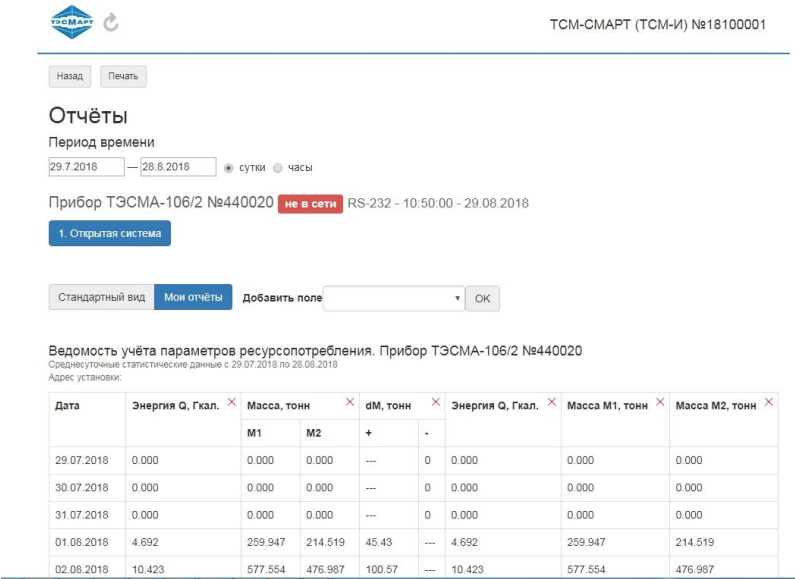 ТЭСМАРТ
ТСМ-СМАРТ (ТСМ-И) №18100001
Назад Печать
Отчёты
Период времени
29.7.2018 — 28.8.2018 сутки часы
Прибор ТЭСМА-106/2 №440020 не в сети RS-232 - 10:50:00 - 29.08.2018
1. Открытая система
Стандартный вид Мои отчёты Добавить поле OK
Ведомость учёта параметров ресурсопотребления. Прибор ТЭСМА-106/2 №440020
Среднесуточные статистические данные с 29.07.2018 по 28.08.2018
Адрес установки:
Дата Энергия Q, Гкал. Масса, тонн dM, тонн Энергия Q, Гкал. Масса M1, тонн Масса M2, тонн
M1 M2 + -
29.07.2018 0.000 0.000 0.000 --- 0 0.000 0.000 0.000
30.07.2018 0.000 0.000 0.000 --- 0 0.000 0.000 0.000
31.07.2018 0.000 0.000 0.000 --- 0 0.000 0.000 0.000
01.08.2018 4.692 259.947 214.519 45.43 --- 4.692 259.947 214.519
02.08.2018 10.423 577.554 476.987 100.57 --- 10.423 577.554 476.987